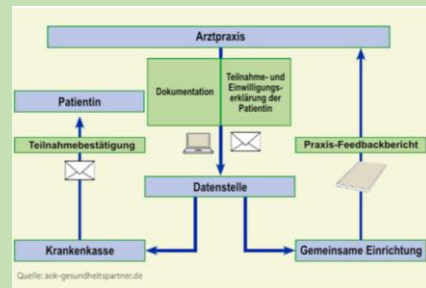 Arztpraxis
Dokumentation
Teilnahme- und
Einwilligungs-
erklärung der
Patientin
Patientin
Teilnahmebestätigung
Praxis-Feedbackbericht
Datenstelle
Krankenkasse
Gemeinsame Einrichtung
Quelle: aok-gesundheitspartner.de